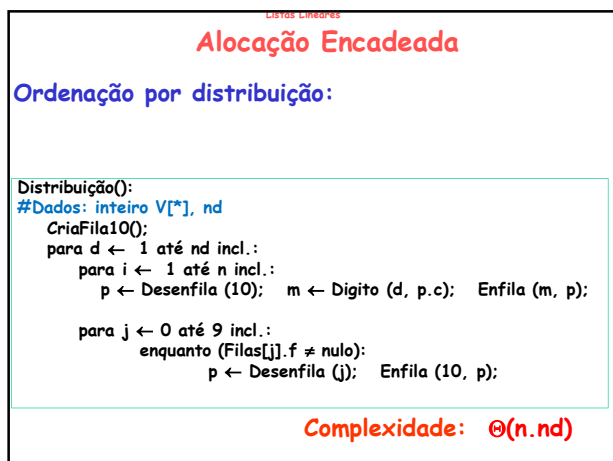 Listas Lineares
Alocação Encadeada
Ordenação por distribuição:
Distribuição():
#Dados: inteiro V[*], nd
CriaFila10();
para d ← 1 até nd incl.:
para i ← 1 até n incl.:
p ← Desenfila (10); m ← Digito (d, p.c); Enfila (m, p);
para j ← 0 até 9 incl.:
enquanto (Filas[j].f ≠ nulo):
p ← Desenfila (j); Enfila (10, p);
Complexidade: Θ(n.nd)